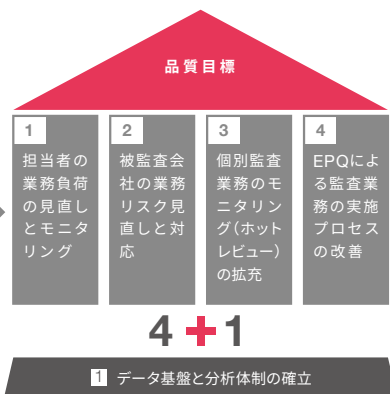 品質目標
1
担当者の
業務負荷
の見直し
とモニタ
リング
2
被監査会
社の業務
リスク見
直しと対
応
3
個別監査
業務のモ
ニタリン
グ(ホット
レビュー)
の拡充
4
EPQによ
る監査業
務の実施
プロセス
の改善
4+1
1 データ基盤と分析体制の確立